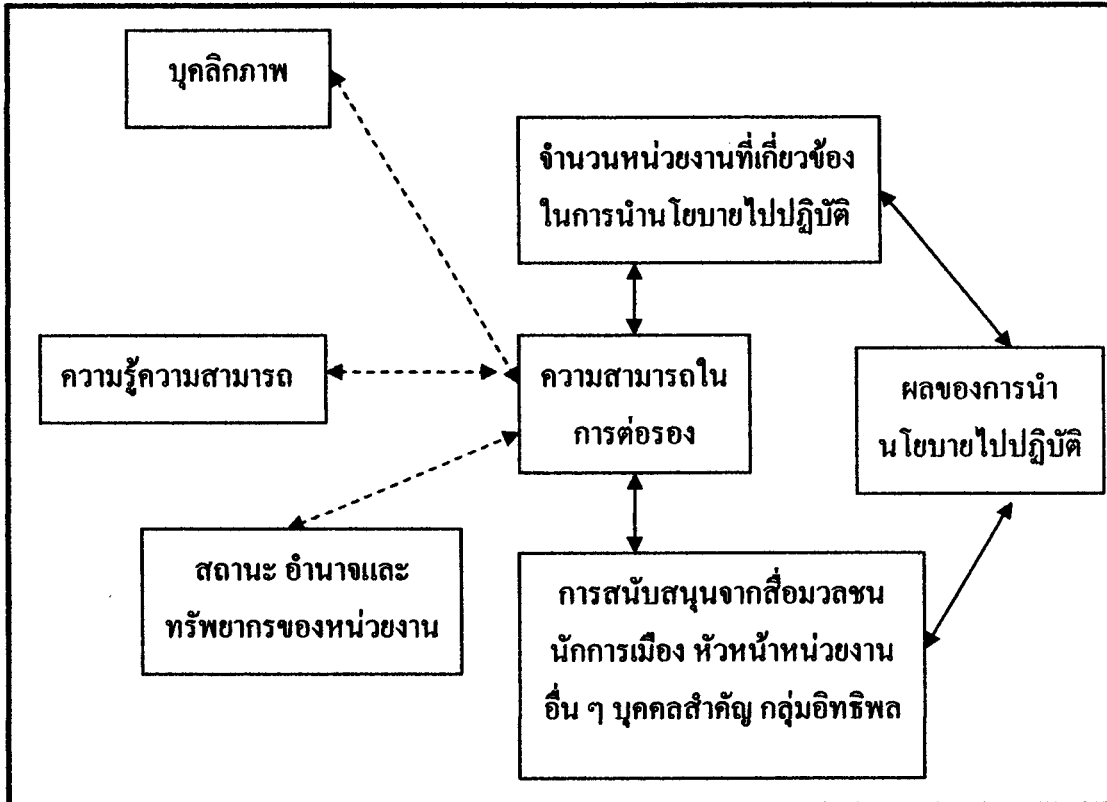 บุคลิกภาพ
จำนวนหน่วยงานที่เกี่ยวข้อง
ในการนำนโยบายไปปฏิบัติ
ความรู้ความสามารถ
ความสามารถใน
การต่อรอง
ผลของการนำ
นโยบายไปปฏิบัติ
สถานะ อำนาจและ
ทรัพยากรของหน่วยงาน
การสนับสนุนจากสื่อมวลชน
นักการเมือง หัวหน้าหน่วยงาน
อื่น ๆ บุคคลสำคัญ กลุ่มอิทธิพล